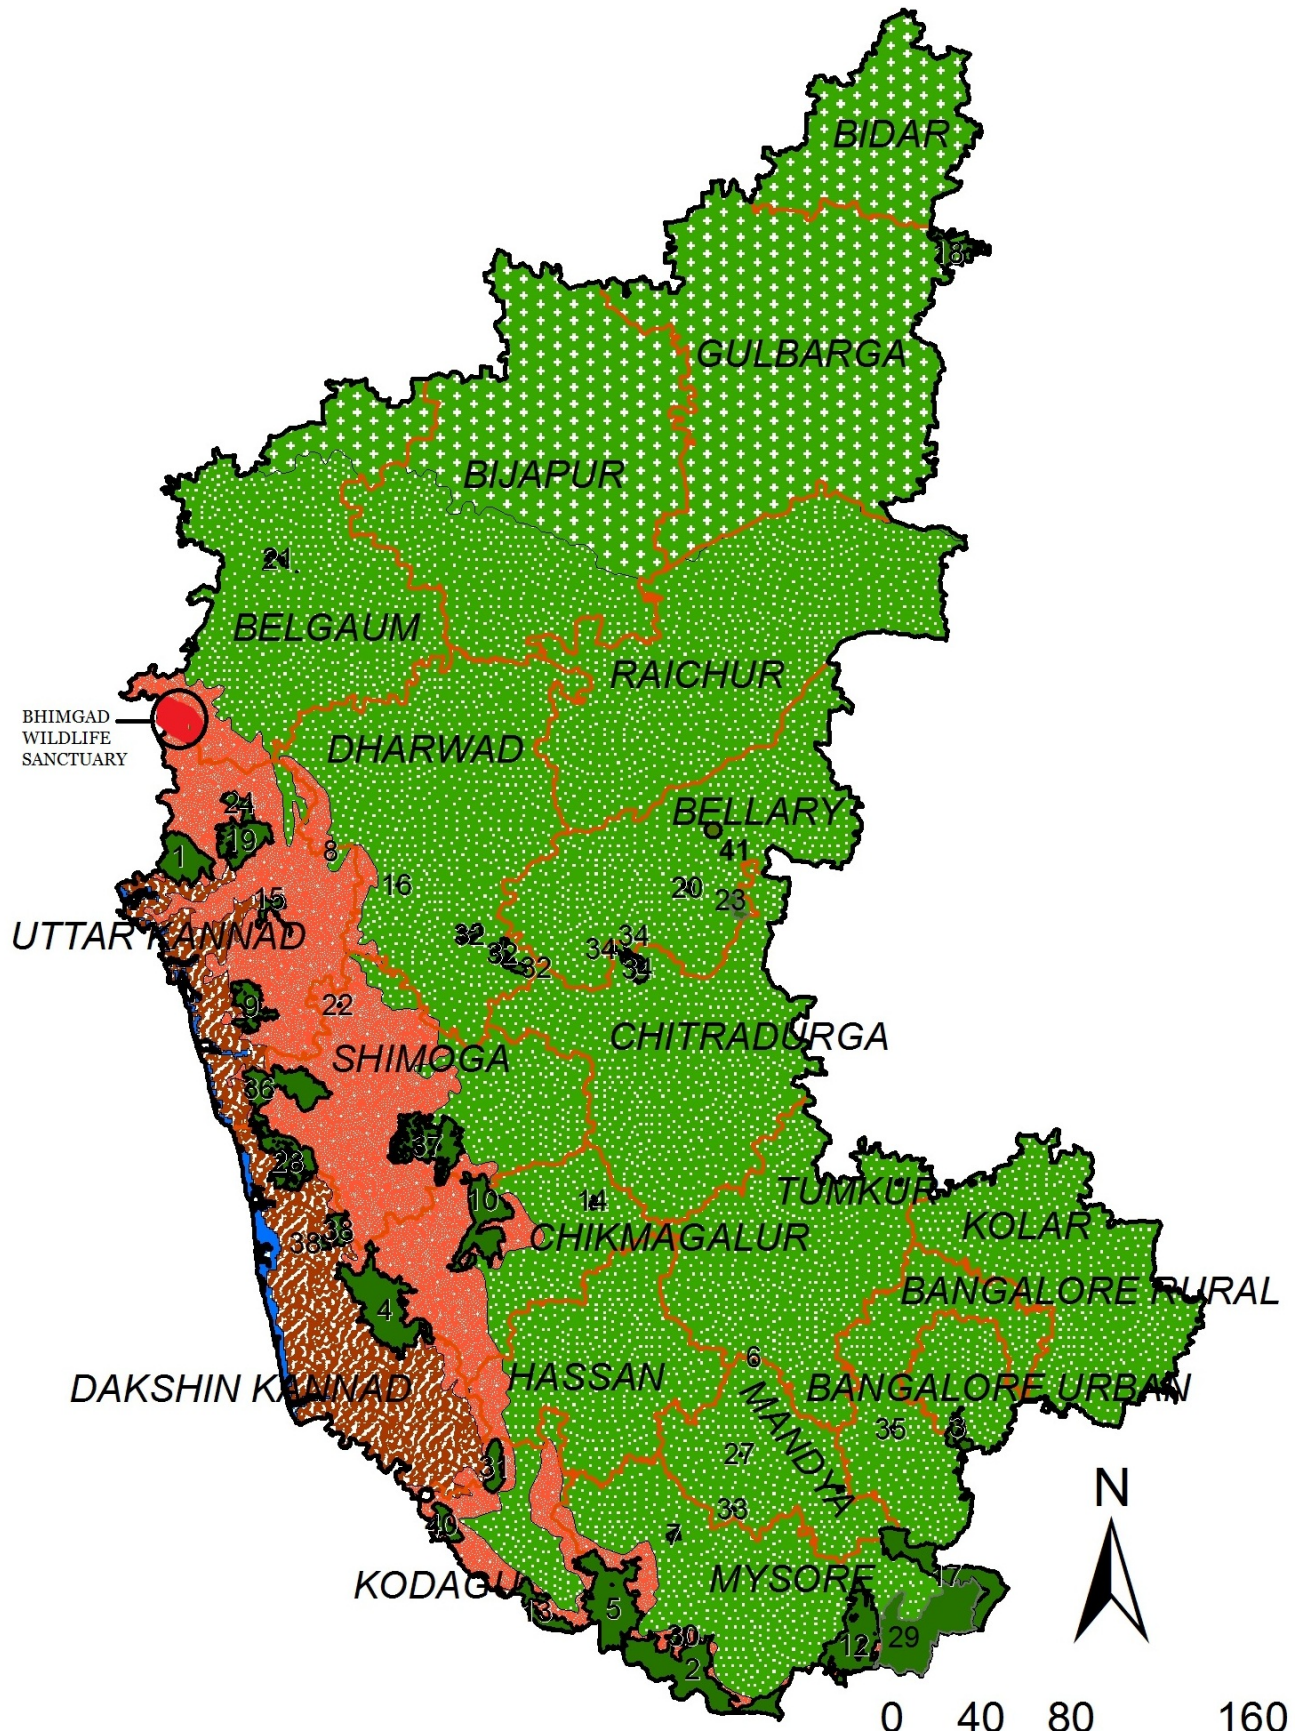 BIDAR
18
GULBARGA
BIJAPUR
21
BELGAUM
RAICHUR
BHIMGAD
WILDLIFE
SANCTUARY
DHARWAD
24
BELLARY
19
1
8
41
16
20
15
23
UTTAR KANNAD
32
34
34
32
32
34
9
22
CHITRADURGA
SHIMOGA
36
37
28
10
14
TUMKUR
38
38
CHIKMAGALUR
KOLAR
4
BANGALORE RURAL
6
HASSAN
DAKSHIN KANNAD
BANGALORE URBAN
MANDYA
35
3
27
31
N
33
40
7
KODAGU
MYSORE
17
13
5
30
12
29
2
0 40 80 160